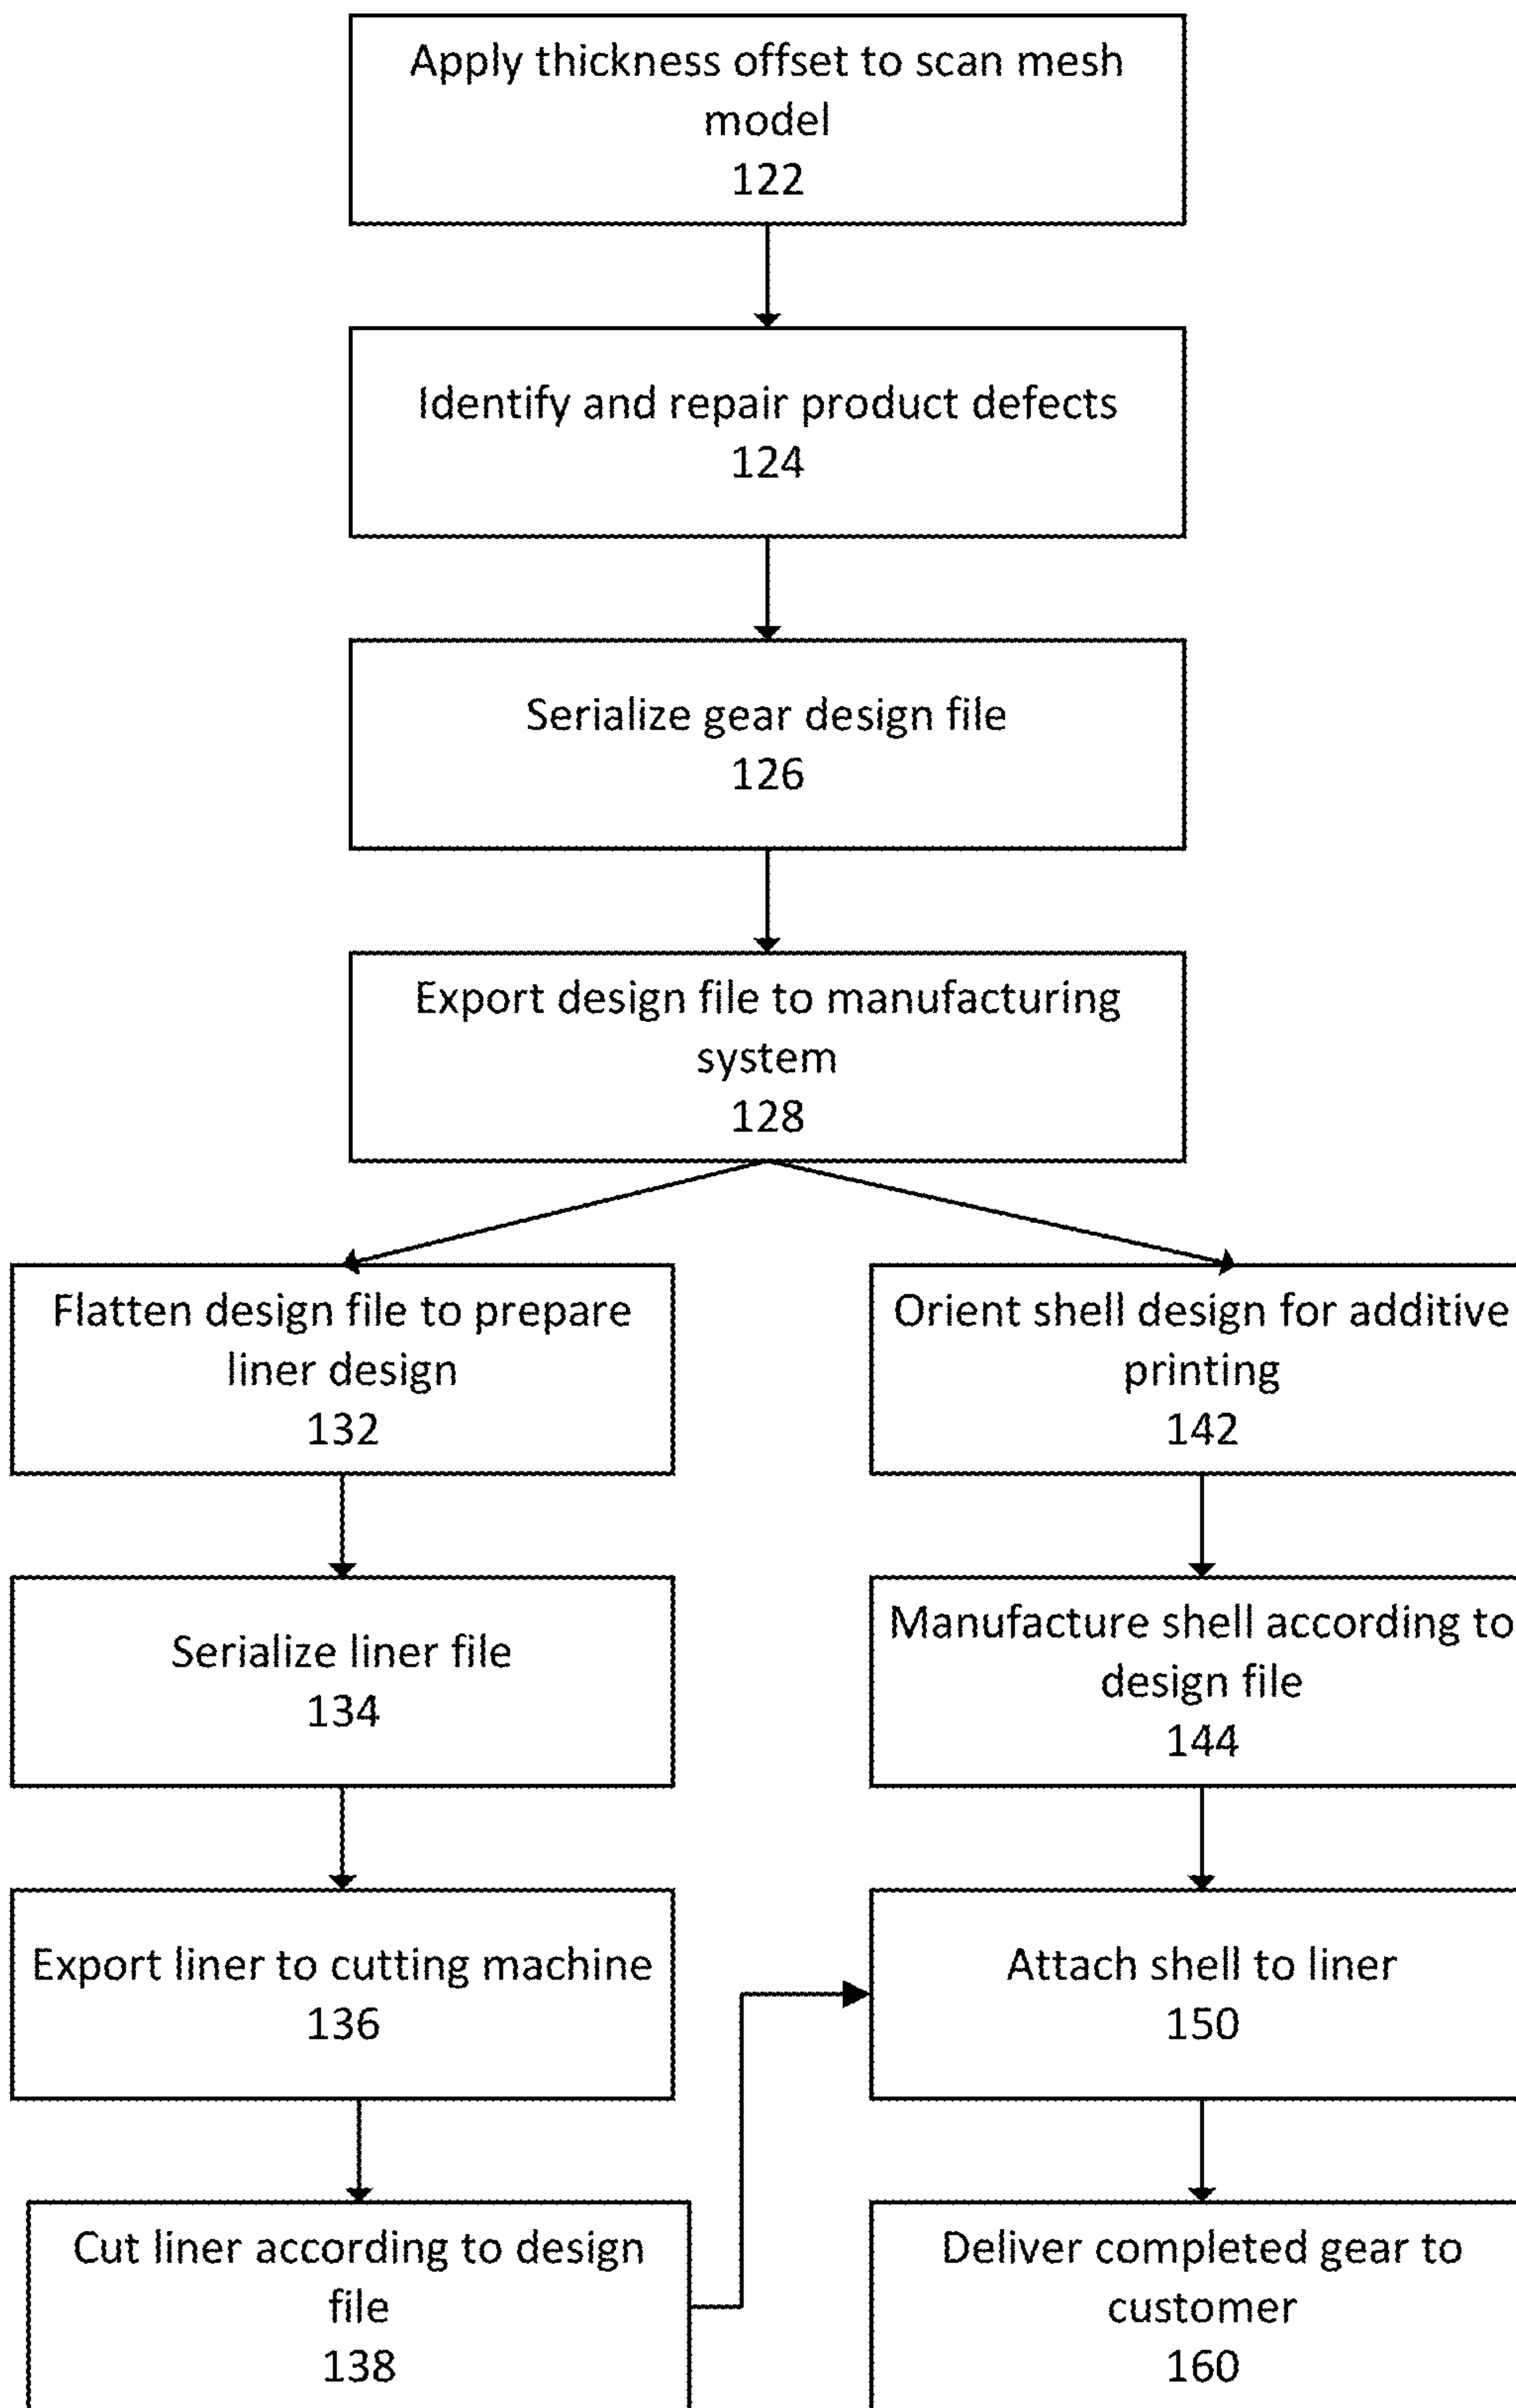 Apply thickness offset to scan mesh
model
122
Identify and repair product defects
124
Serialize gear design file
126
Export design file to manufacturing
system
128
Flatten design file to prepare
liner design
132
Serialize liner file
134
Export liner to cutting machine
136
Cut liner according to design
file
138
Orient shell design for additive
printing
142
Manufacture shell according to
design file
144
Attach shell to liner
150
Deliver completed gear to
customer
160